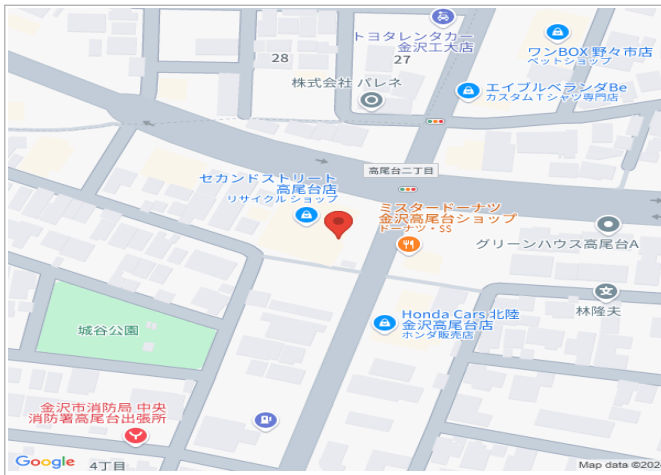 トヨタレンタカー
金沢工大店
28
27
ワンBOX 野々市店
ペットショップ
株式会社 バレネ
エイブルベランダBe
カスタムTシャツ専門店
高尾台二丁目
セカンドストリート
高尾台店
リサイクル ショップ
ミスタードーナツ
金沢高尾台ショップ
ドーナツ・$$
グリーンハウス高尾台A
林隆夫
Honda Cars 北陸
金沢高尾台店
ホンダ販売店
城谷公園
金沢市消防局 中央
消防署高尾台出張所
4丁目
Google
Map data ©202